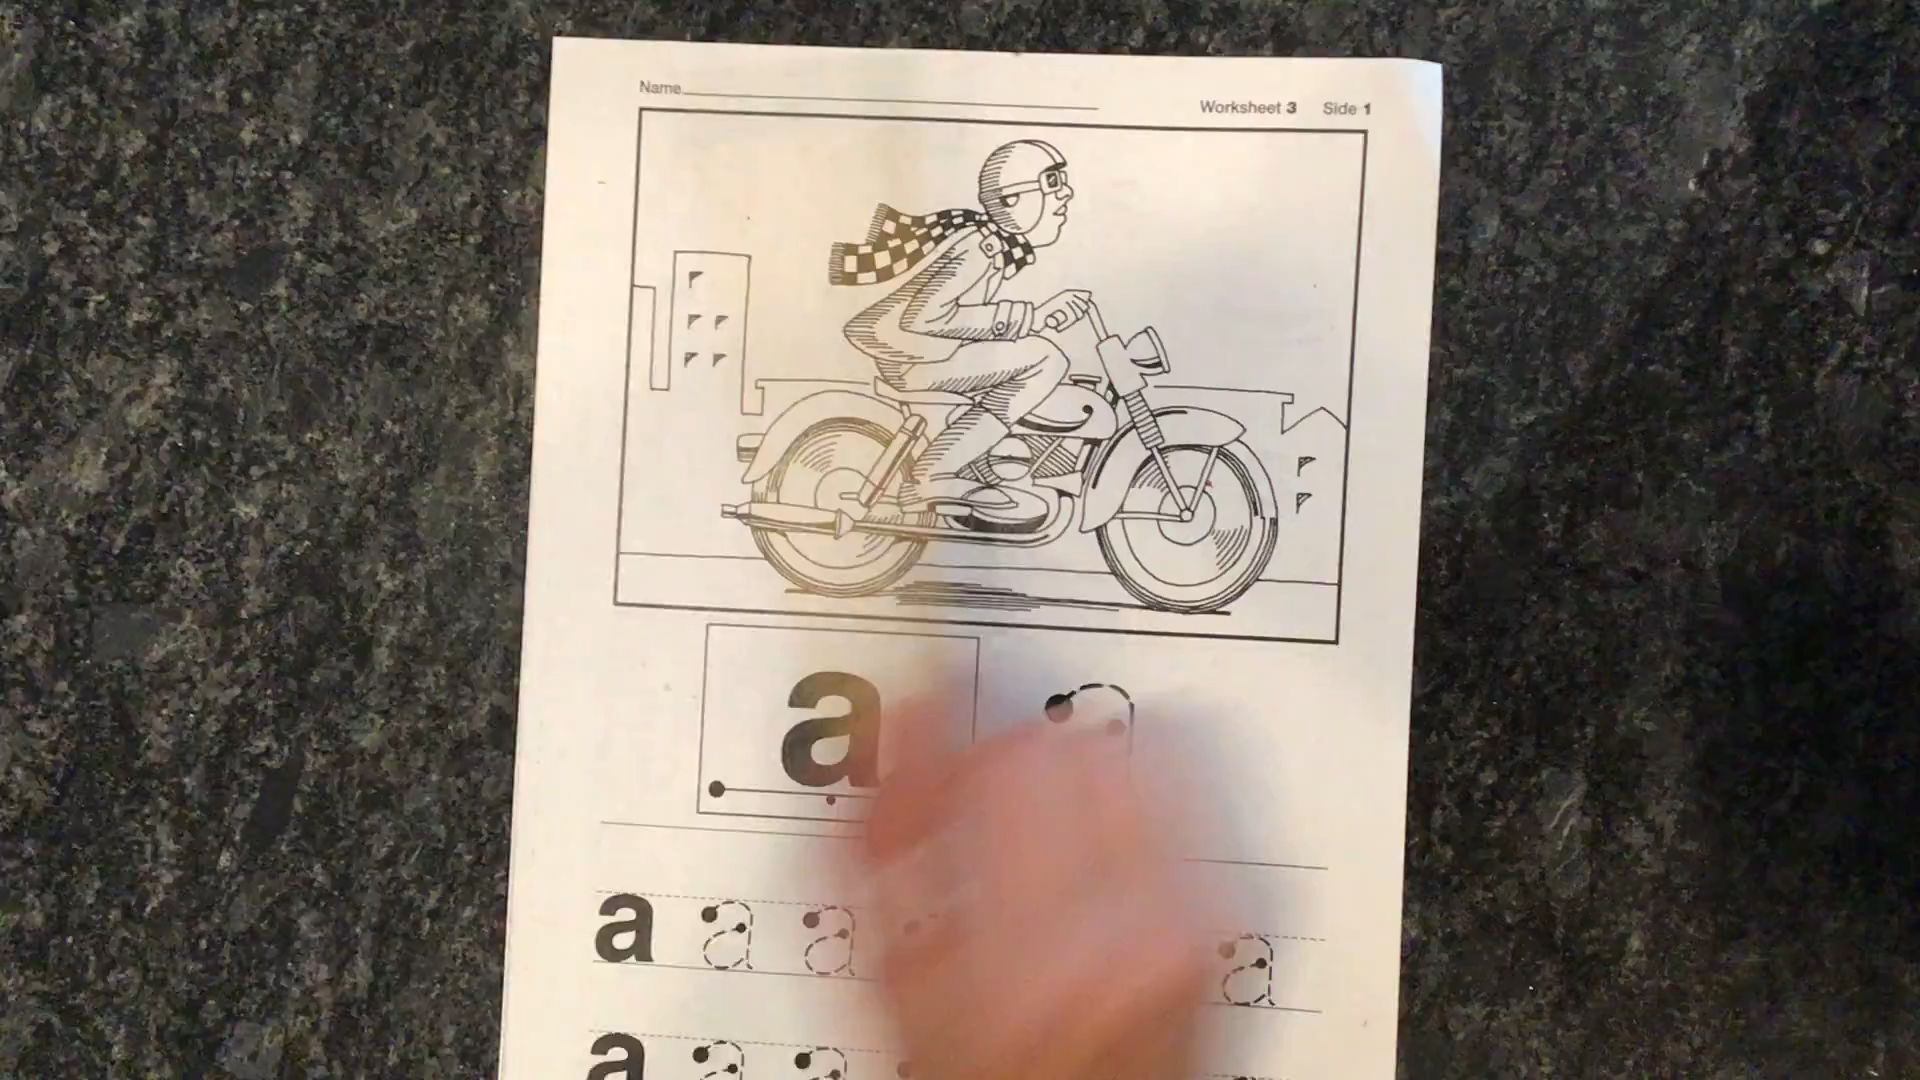 Name
Worksheet 3 Side 1
a a
a a a a
a a a